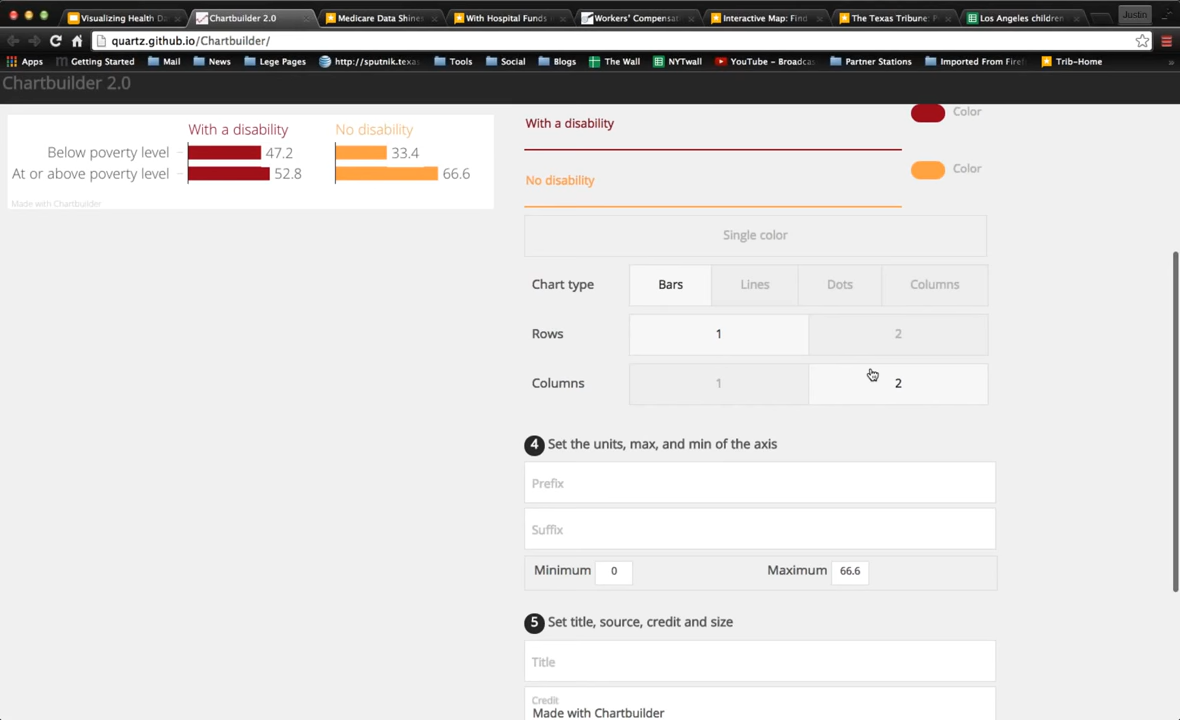 Visualizing Health Da
Chartbuilder 2.0
Medicare Data Shines
With Hospital Funds
Workers' Compensat
Interactive Map: Find
The Texas Tribune: P
Los Angeles children
Justin
quartz.github.io/Chartbuilder/
Apps
Getting Started
Mail
News
Lege Pages
http://sputnik.texas
Tools
Social
Blogs
The Wall
NYTwall
YouTube - Broadcas
Partner Stations
Imported From Firef
Trib-Home
Chartbuilder 2.0
With a disability
No disability
Below poverty level
47.2
33.4
At or above poverty level
52.8
66.6
Made with Chartbuilder
With a disability
Color
No disability
Color
Single color
Chart type
Bars
Lines
Dots
Columns
Rows
1
2
Columns
1
2
4 Set the units, max, and min of the axis
Prefix
Suffix
Minimum 0
Maximum 66.6
5 Set title, source, credit and size
Title
Credit
Made with Chartbuilder